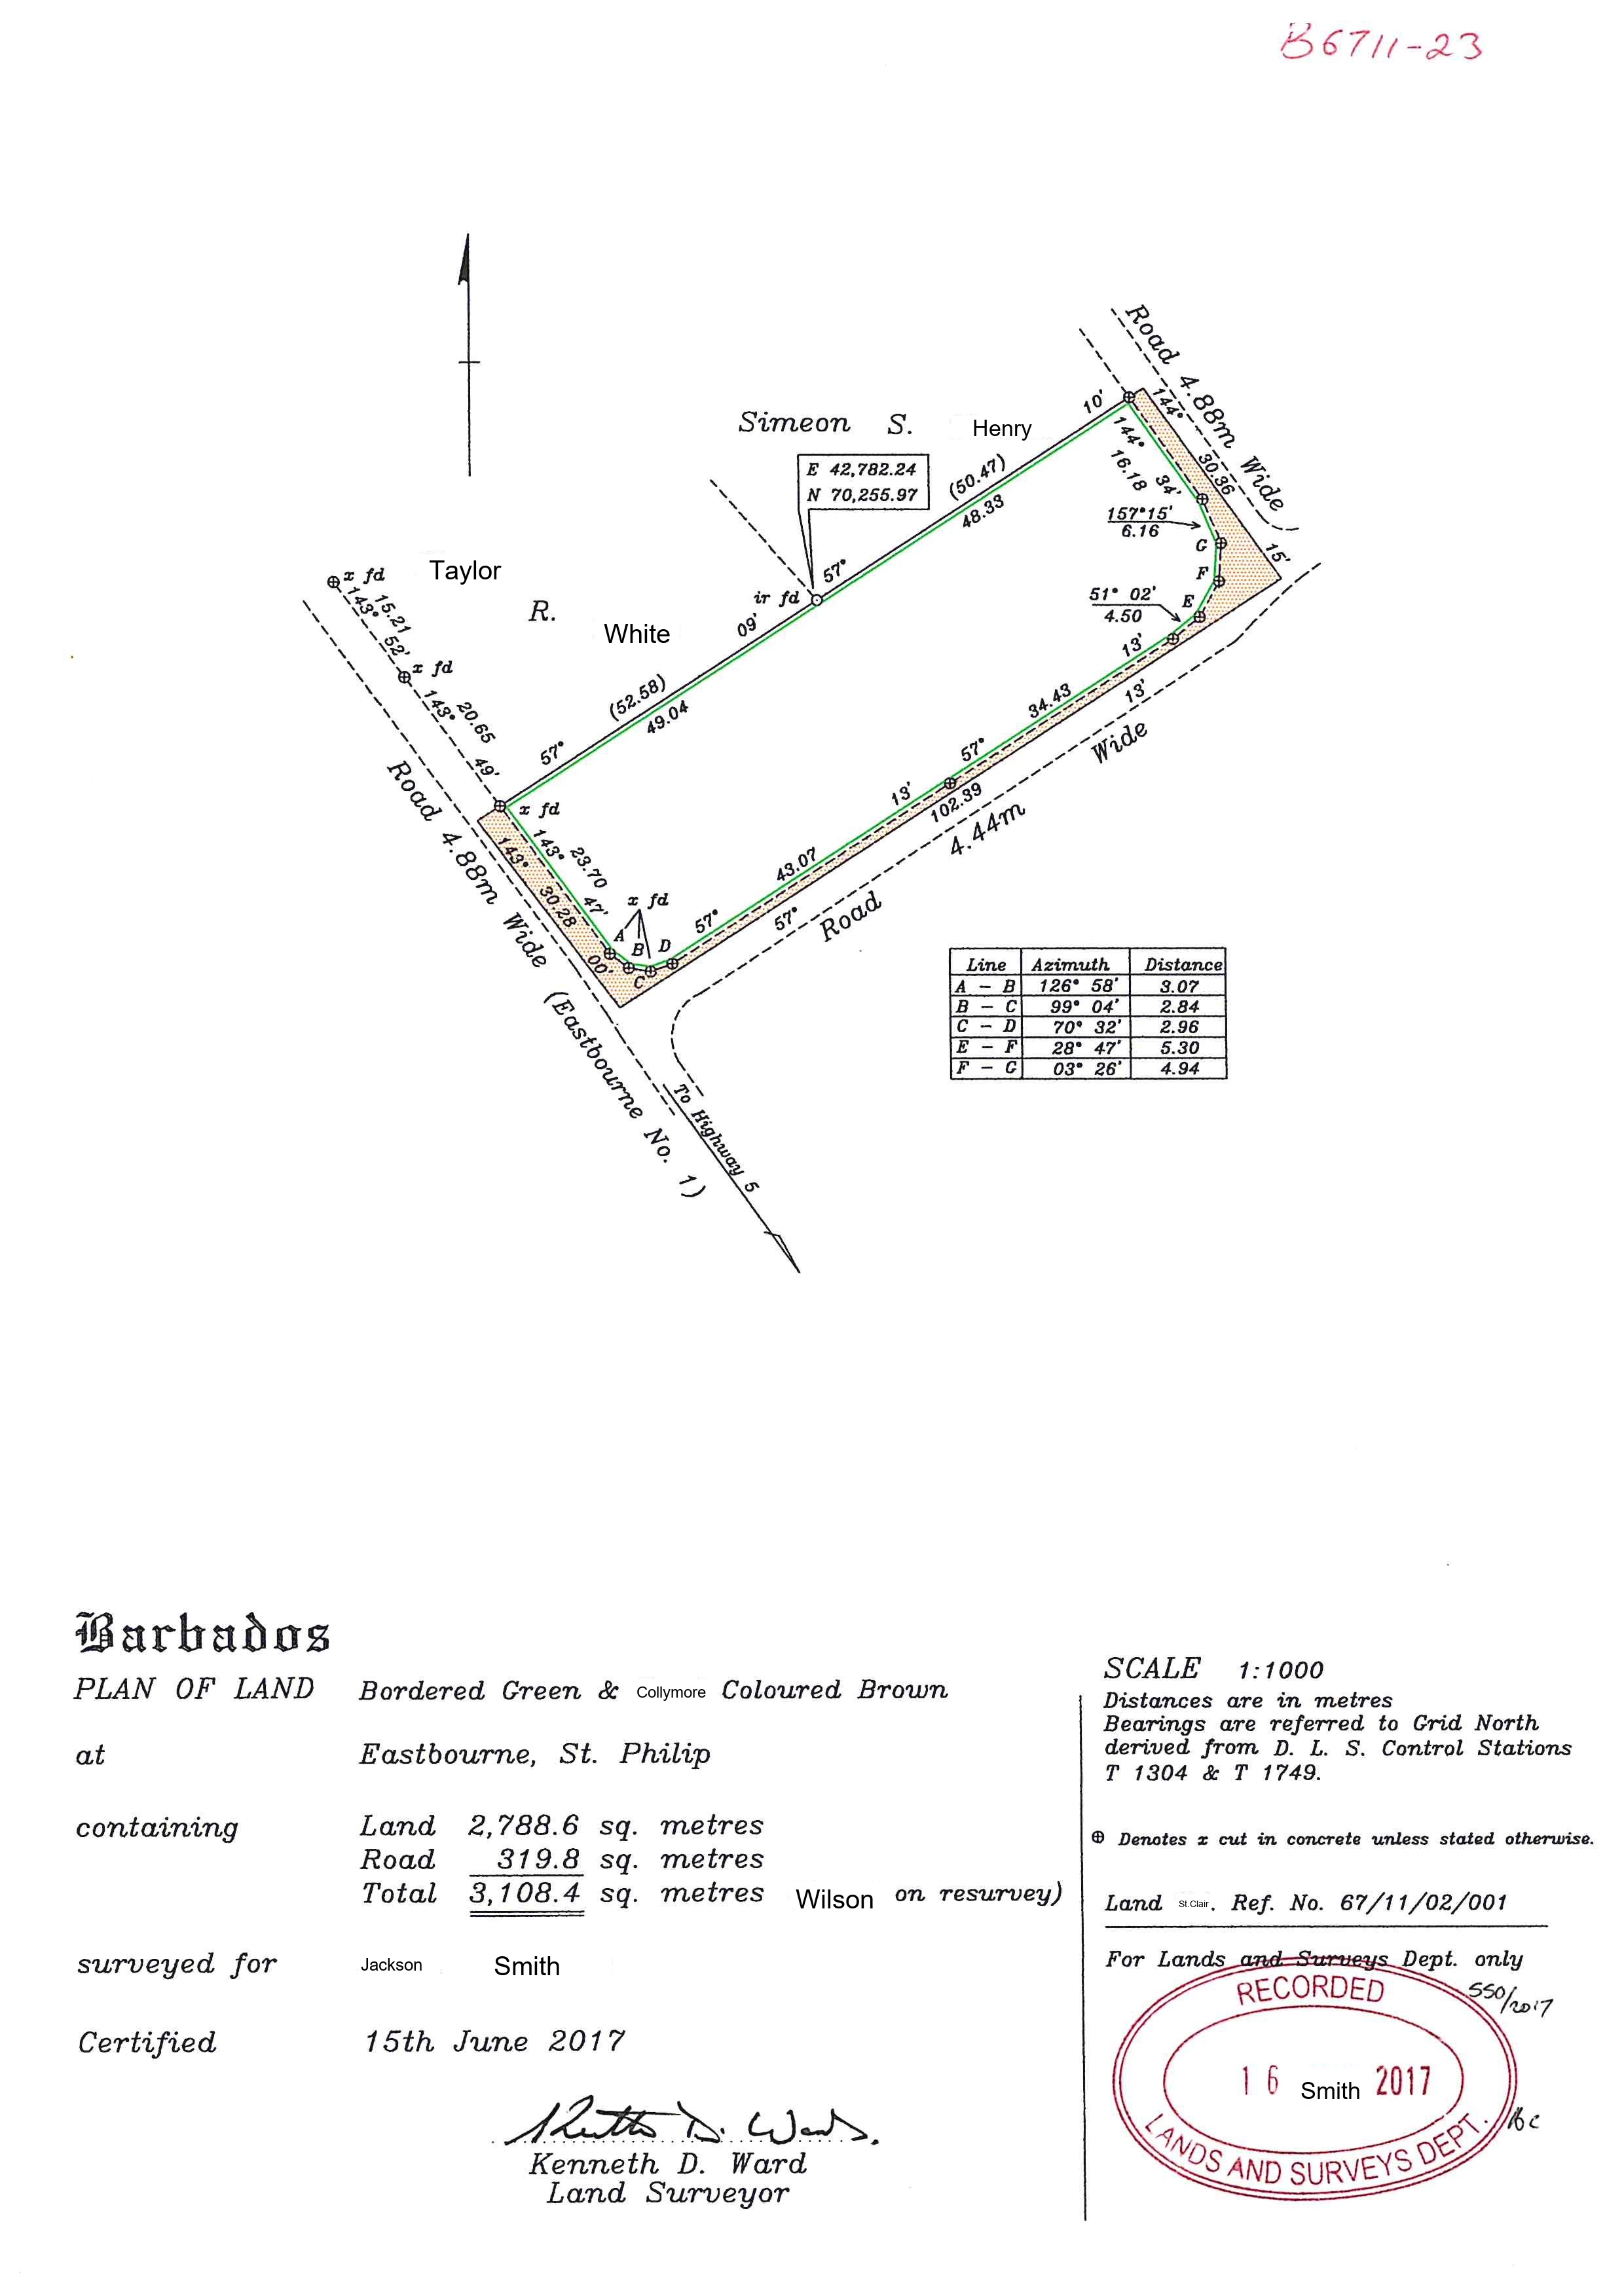 B6711-23
Road 4.88m Wide
Simeon S. Henry
10'
144°
30.36
15'
144°
16.18
34'
E 42,782.24
N 70,255.97
(50.47)
48.33
157°15'
6.16
G
F
E
51° 02'
4.50
57°
ir fd
x fd
Taylor
R.
White
09'
143°
15.21
52'
x fd
143°
20.65
49'
(52.58)
49.04
57°
13'
34.43
57°
13'
Wide
x fd
Road 4.88m Wide (Eastbourne No. 1)
143°
23.70
47'
143°
30.28
00'
x fd
A
B
C
D
57°
43.07
13'
102.39
57°
4.44m
Road
To Highway 5
Line Azimuth Distance
A - B 126° 58' 3.07
B - C 99° 04' 2.84
C - D 70° 32' 2.96
E - F 28° 47' 5.30
F - G 03° 26' 4.94
Barbados
PLAN OF LAND Bordered Green & Collymore Coloured Brown
at Eastbourne, St. Philip
containing Land 2,788.6 sq. metres
Road 319.8 sq. metres
Total 3,108.4 sq. metres Wilson on resurvey)
surveyed for Jackson Smith
Certified 15th June 2017
Kenneth D. Ward
Land Surveyor
SCALE 1:1000
Distances are in metres
Bearings are referred to Grid North
derived from D. L. S. Control Stations
T 1304 & T 1749.
⊕ Denotes x cut in concrete unless stated otherwise.
Land St.Clair. Ref. No. 67/11/02/001
For Lands and Surveys Dept. only
550/2017
RECORDED
16 Smith 2017
LANDS AND SURVEYS DEPT.